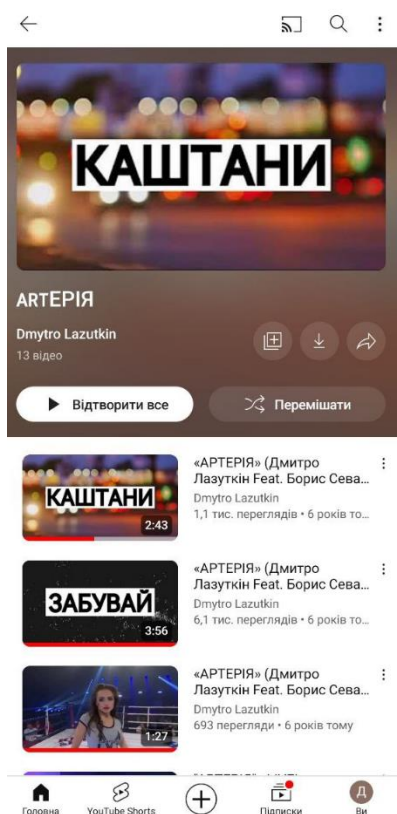 КАШТАНИ
ARTЕРІЯ
Dmytro Lazutkin
13 відео
Відтворити все
Перемішати
КАШТАНИ
2:43
«АРТЕРІЯ» (Дмитро
Лазуткін Feat. Борис Сева...
Dmytro Lazutkin
1,1 тис. переглядів • 6 років то...
ЗАБУВАЙ
3:56
«АРТЕРІЯ» (Дмитро
Лазуткін Feat. Борис Сева...
Dmytro Lazutkin
6,1 тис. переглядів • 6 років то...
1:27
«АРТЕРІЯ» (Дмитро
Лазуткін Feat. Борис Сева...
Dmytro Lazutkin
693 перегляди • 6 років тому
Головна
YouTube Shorts
Підписки
Д
Ви